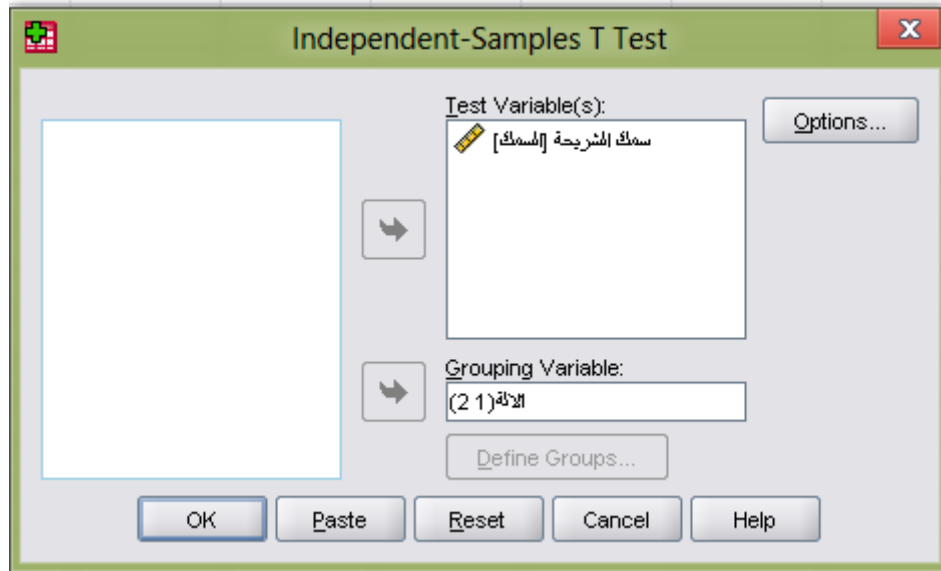 Independent-Samples T Test
x
Test Variable(s):
سمك الشريحة [السمك]
Options...
Grouping Variable:
الالة(1 2)
Define Groups...
OK
Paste
Reset
Cancel
Help